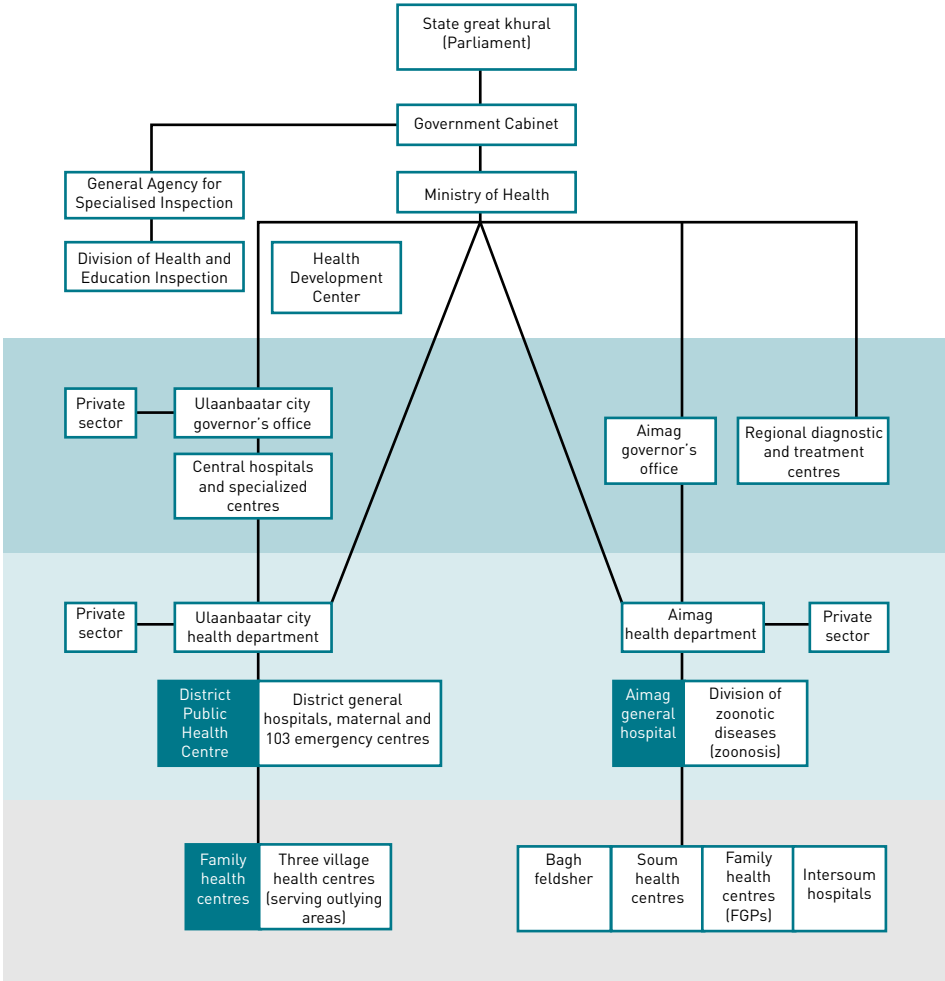 State great khural
(Parliament)
Government Cabinet
General Agency for
Specialised Inspection
Ministry of Health
Division of Health and
Education Inspection
Health
Development
Center
Private
sector
Ulaanbaatar city
governor's office
Central hospitals
and specialized
centres
Aimag
governor's
office
Regional diagnostic
and treatment
centres
Private
sector
Ulaanbaatar city
health department
Aimag
health department
Private
sector
District
Public
Health
Centre
District general
hospitals, maternal and
103 emergency centres
Aimag
general
hospital
Division of
zoonotic
diseases
(zoonosis)
Family
health
centres
Three village
health centres
(serving outlying
areas)
Bagh
feldsher
Soum
health
centres
Family
health
centres
(FGPs)
Intersoum
hospitals